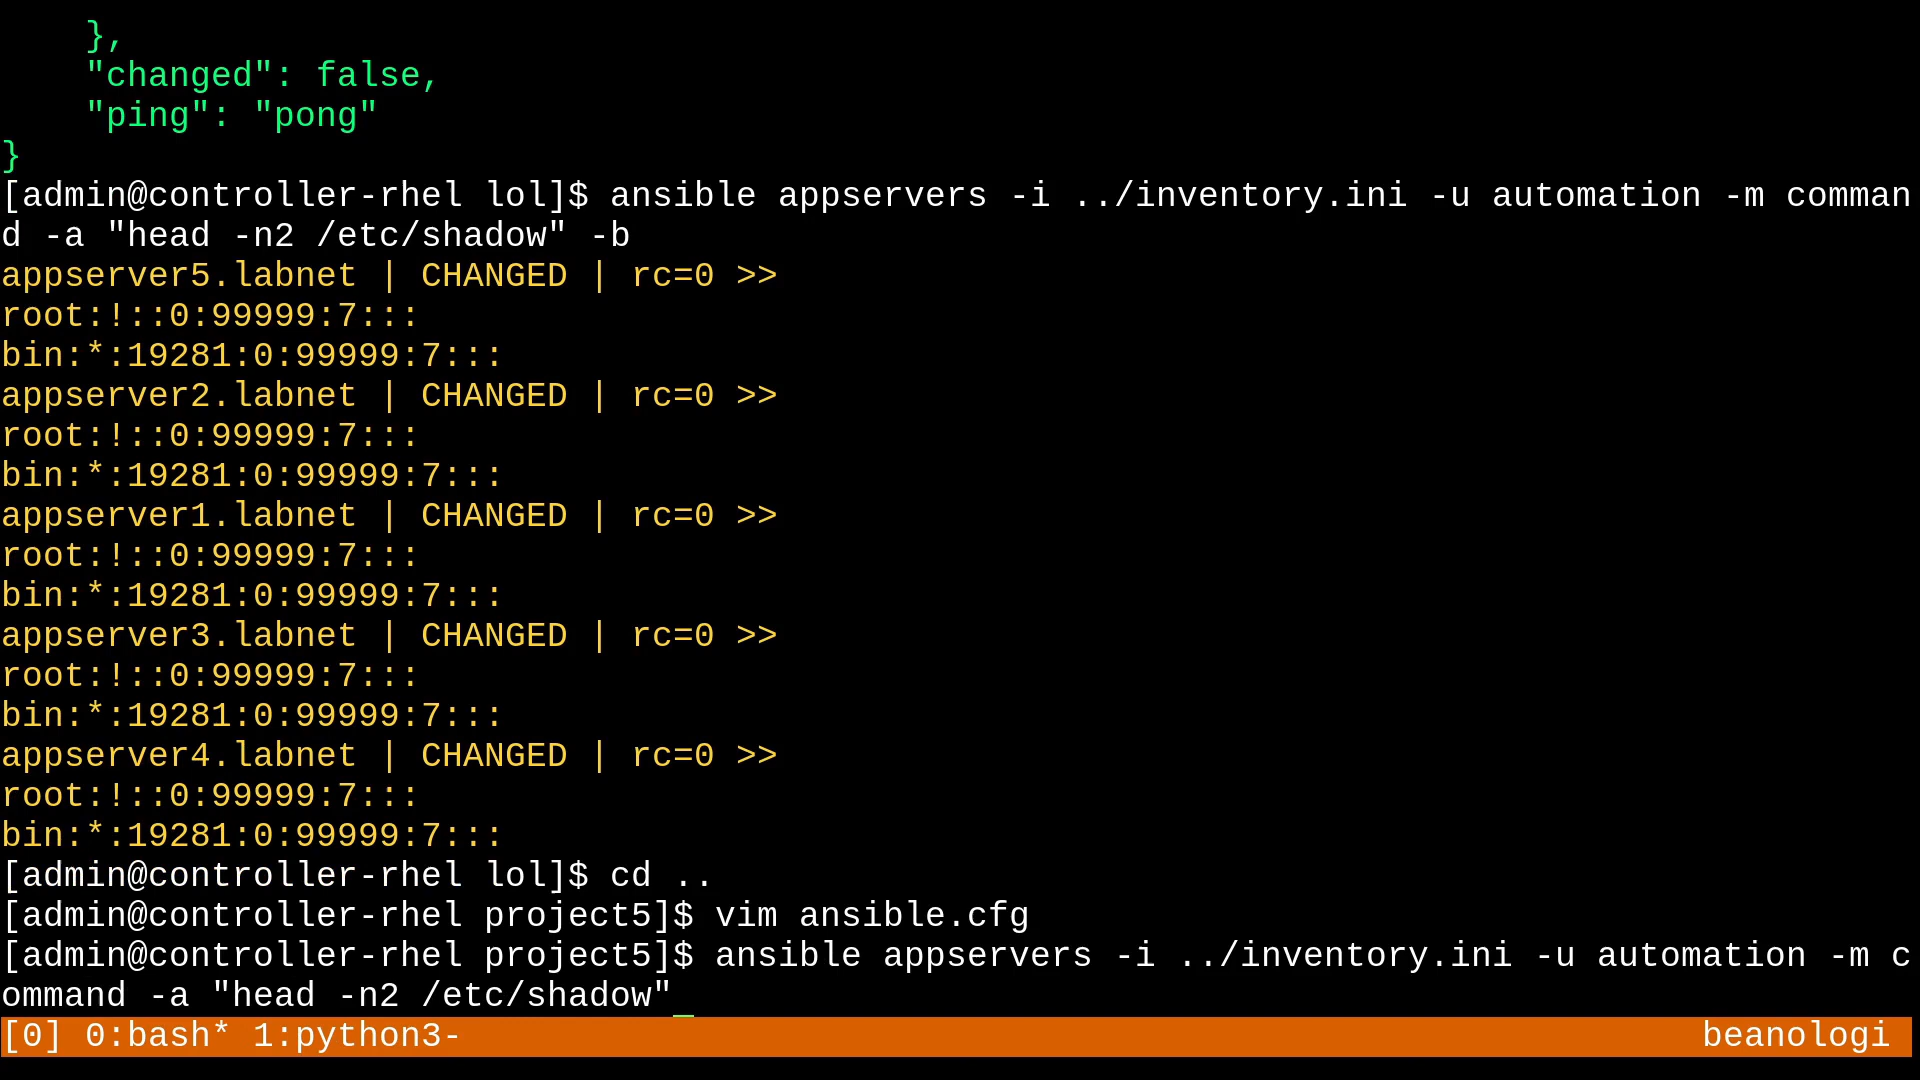 },
    "changed": false,
    "ping": "pong"
}
[admin@controller-rhel lol]$ ansible appservers -i ../inventory.ini -u automation -m comman
d -a "head -n2 /etc/shadow" -b
appserver5.labnet | CHANGED | rc=0 >>
root:!::0:99999:7:::
bin:*:19281:0:99999:7:::
appserver2.labnet | CHANGED | rc=0 >>
root:!::0:99999:7:::
bin:*:19281:0:99999:7:::
appserver1.labnet | CHANGED | rc=0 >>
root:!::0:99999:7:::
bin:*:19281:0:99999:7:::
appserver3.labnet | CHANGED | rc=0 >>
root:!::0:99999:7:::
bin:*:19281:0:99999:7:::
appserver4.labnet | CHANGED | rc=0 >>
root:!::0:99999:7:::
bin:*:19281:0:99999:7:::
[admin@controller-rhel lol]$ cd ..
[admin@controller-rhel project5]$ vim ansible.cfg
[admin@controller-rhel project5]$ ansible appservers -i ../inventory.ini -u automation -m c
ommand -a "head -n2 /etc/shadow"
[0] 0:bash* 1:python3- beanologi